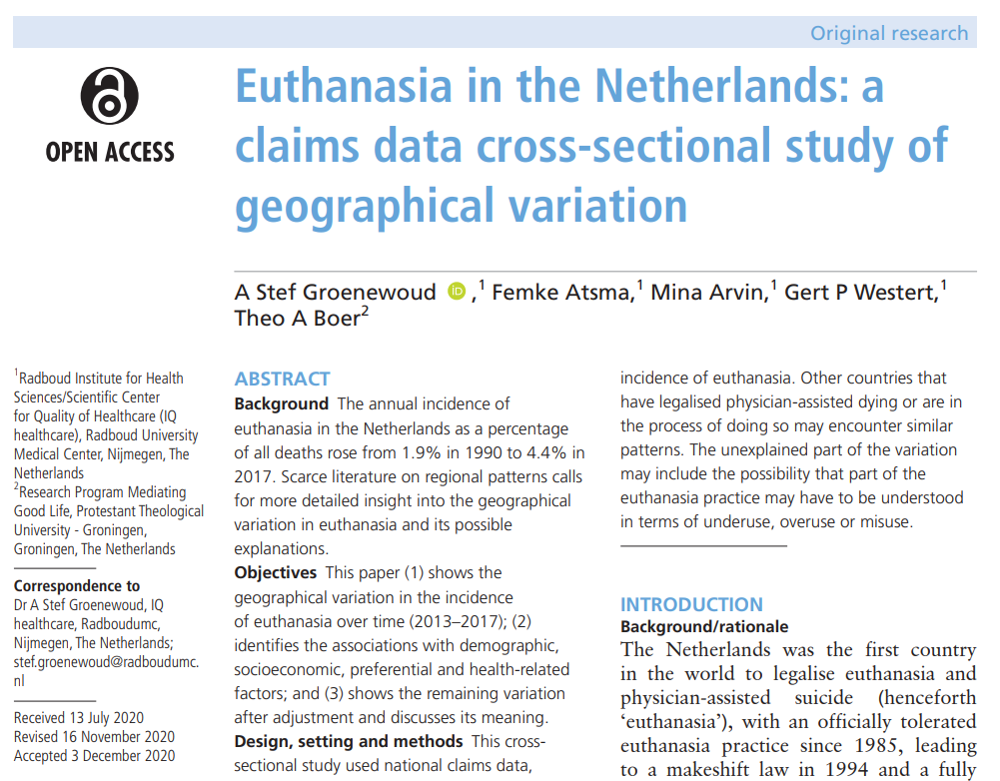 Original research
OPEN ACCESS
Euthanasia in the Netherlands: a
claims data cross-sectional study of
geographical variation
A Stef Groenewoud iD ,1 Femke Atsma,1 Mina Arvin,1 Gert P Westert,1
Theo A Boer2
1Radboud Institute for Health
Sciences/Scientific Center
for Quality of Healthcare (IQ
healthcare), Radboud University
Medical Center, Nijmegen, The
Netherlands
2Research Program Mediating
Good Life, Protestant Theological
University - Groningen,
Groningen, The Netherlands
Correspondence to
Dr A Stef Groenewoud, IQ
healthcare, Radboudumc,
Nijmegen, The Netherlands;
stef.groenewoud@radboudumc.
nl
Received 13 July 2020
Revised 16 November 2020
Accepted 3 December 2020
ABSTRACT
Background The annual incidence of
euthanasia in the Netherlands as a percentage
of all deaths rose from 1.9% in 1990 to 4.4% in
2017. Scarce literature on regional patterns calls
for more detailed insight into the geographical
variation in euthanasia and its possible
explanations.
Objectives This paper (1) shows the
geographical variation in the incidence
of euthanasia over time (2013–2017); (2)
identifies the associations with demographic,
socioeconomic, preferential and health-related
factors; and (3) shows the remaining variation
after adjustment and discusses its meaning.
Design, setting and methods This cross-
sectional study used national claims data,
incidence of euthanasia. Other countries that
have legalised physician-assisted dying or are in
the process of doing so may encounter similar
patterns. The unexplained part of the variation
may include the possibility that part of the
euthanasia practice may have to be understood
in terms of underuse, overuse or misuse.
INTRODUCTION
Background/rationale
The Netherlands was the first country
in the world to legalise euthanasia and
physician-assisted suicide (henceforth
‘euthanasia’), with an officially tolerated
euthanasia practice since 1985, leading
to a makeshift law in 1994 and a fully